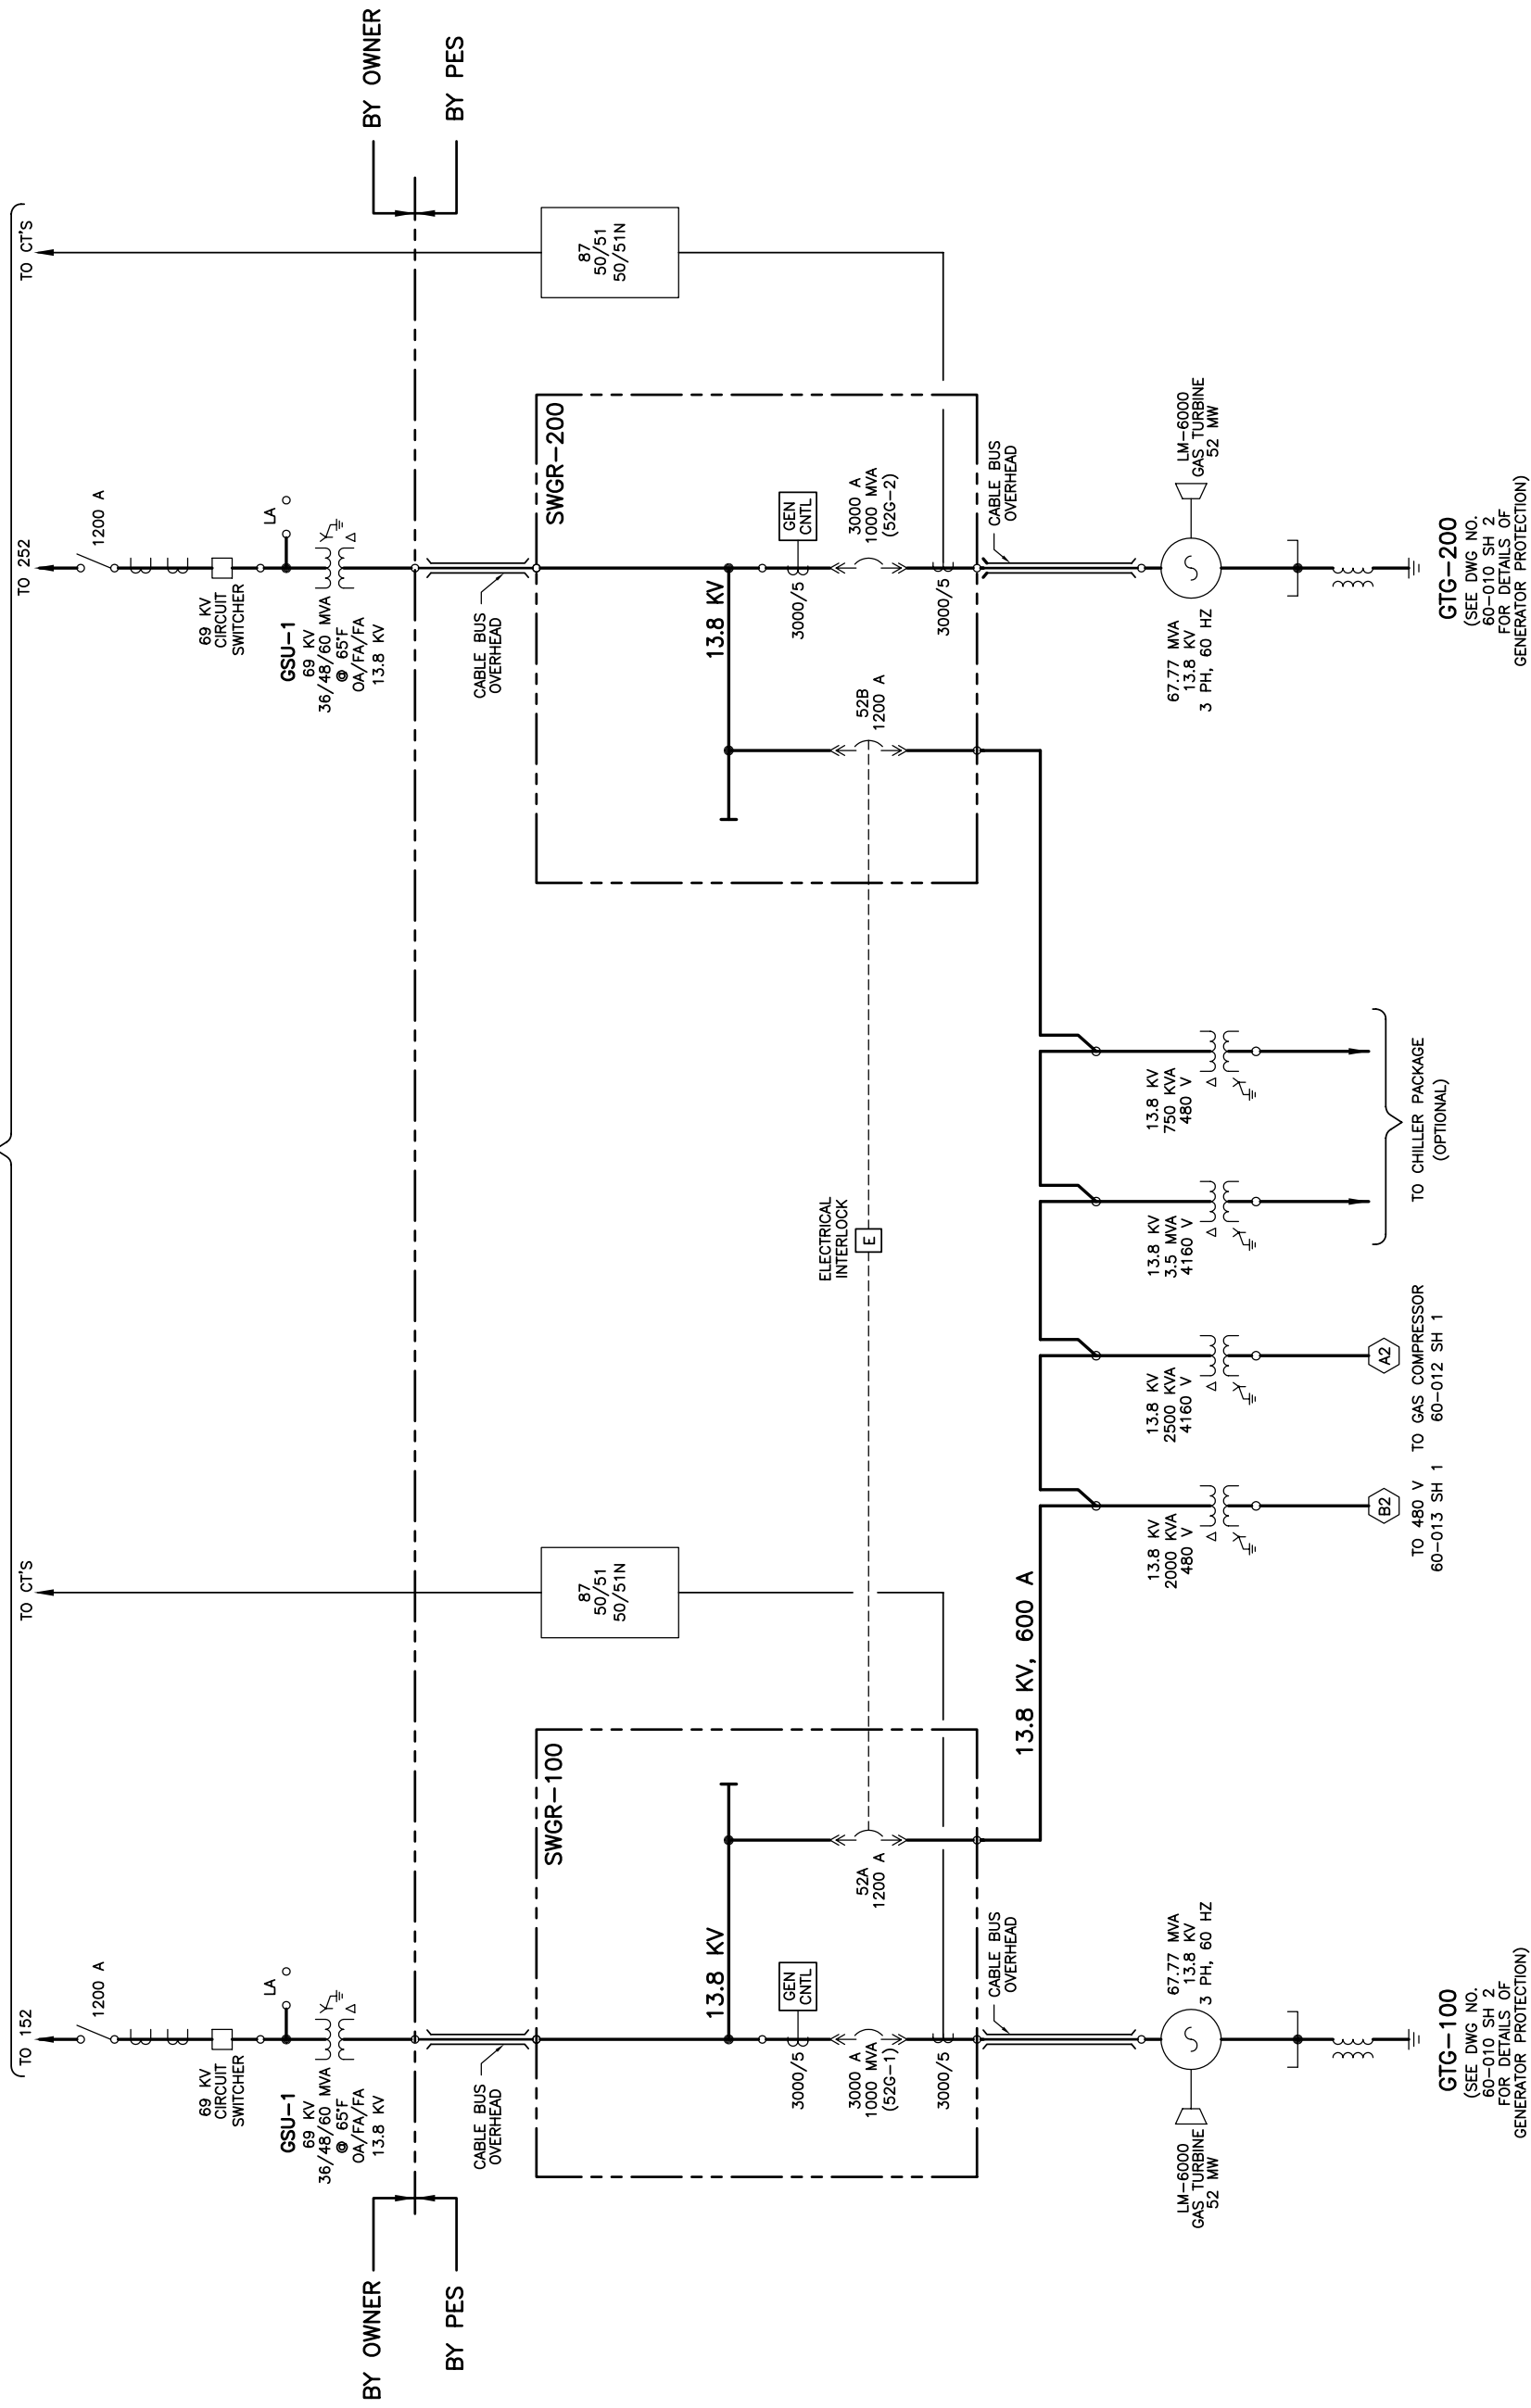 TO 152
TO CT'S
TO 252
TO CT'S
1200 A
69 KV
CIRCUIT
SWITCHER
LA
GSU-1
69 KV
36/48/60 MVA
@ 65°F
OA/FA/FA
13.8 KV
1200 A
69 KV
CIRCUIT
SWITCHER
LA
GSU-1
69 KV
36/48/60 MVA
@ 65°F
OA/FA/FA
13.8 KV
BY OWNER
BY PES
BY OWNER
BY PES
CABLE BUS
OVERHEAD
CABLE BUS
OVERHEAD
SWGR-100
87
50/51
50/51N
SWGR-200
87
50/51
50/51N
13.8 KV
GEN
CNTL
3000/5
3000 A
1000 MVA
(52G-1)
3000/5
52A
1200 A
ELECTRICAL
INTERLOCK
E
13.8 KV
52B
1200 A
GEN
CNTL
3000/5
3000 A
1000 MVA
(52G-2)
3000/5
CABLE BUS
OVERHEAD
13.8 KV, 600 A
CABLE BUS
OVERHEAD
LM-6000
GAS TURBINE
52 MW
67.77 MVA
13.8 KV
3 PH, 60 HZ
13.8 KV
2000 KVA
480 V
13.8 KV
2500 KVA
4160 V
13.8 KV
3.5 MVA
4160 V
13.8 KV
750 KVA
480 V
67.77 MVA
13.8 KV
3 PH, 60 HZ
LM-6000
GAS TURBINE
52 MW
B2
TO 480 V
60-013 SH 1
A2
TO GAS COMPRESSOR
60-012 SH 1
TO CHILLER PACKAGE
(OPTIONAL)
GTG-100
(SEE DWG NO.
60-010 SH 2
FOR DETAILS OF
GENERATOR PROTECTION)
GTG-200
(SEE DWG NO.
60-010 SH 2
FOR DETAILS OF
GENERATOR PROTECTION)